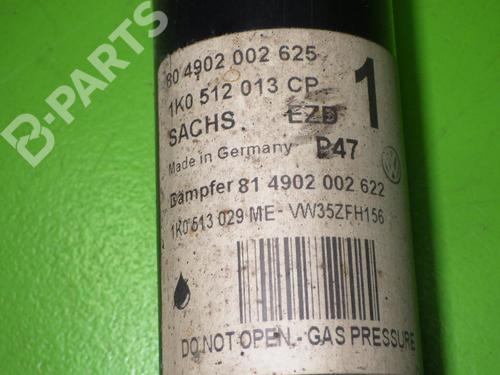 80 4902 002 625
1K0 512 013 CP 1
SACHS. EZD
Made in Germany P47
Dämpfer 81 4902 002 622
1K0 513 029 ME - VW35ZFH156
DO NOT OPEN - GAS PRESSURE
B-PARTS